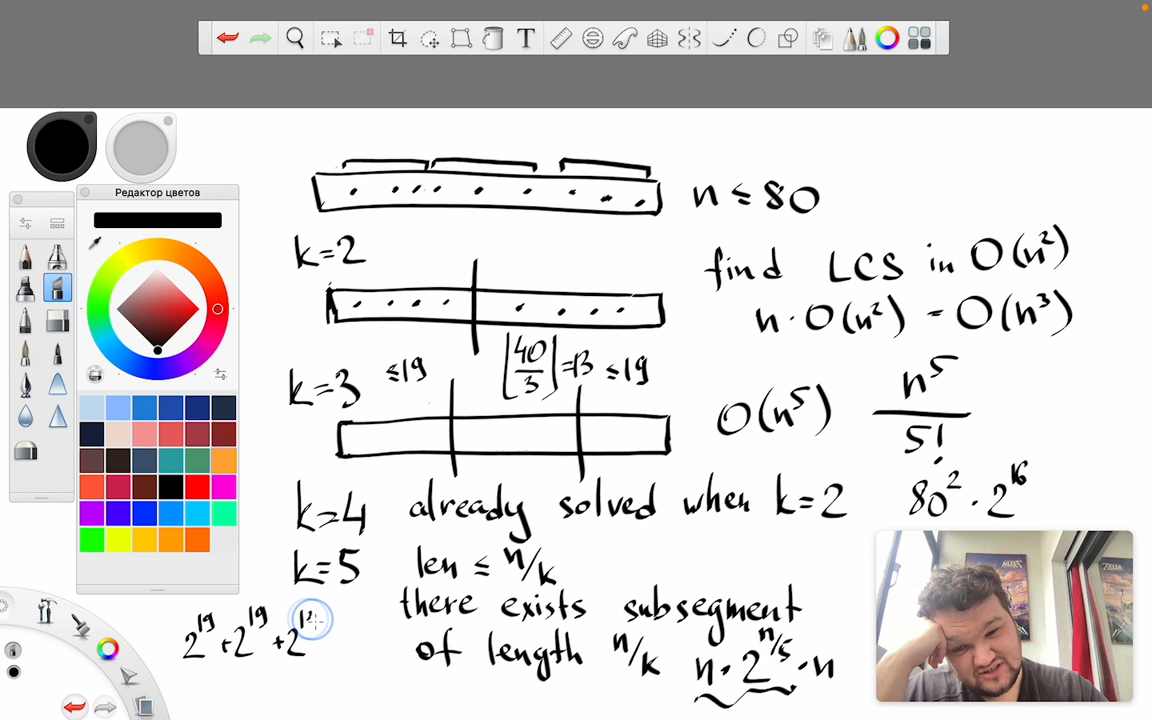 T
Редактор цветов
n ≤ 80
k=2
find LCS in O(n²)
n · O(n²) = O(n³)
≤19
⌊40/3⌋=13 ≤19
k=3
O(n⁵) n⁵/5!
k=4 already solved when k=2 80² · 2¹⁶
k=5 len ≤ n/k
there exists subsegment
of length n/k n · 2^(n/5) · n
2¹⁹ + 2¹⁹ + 2